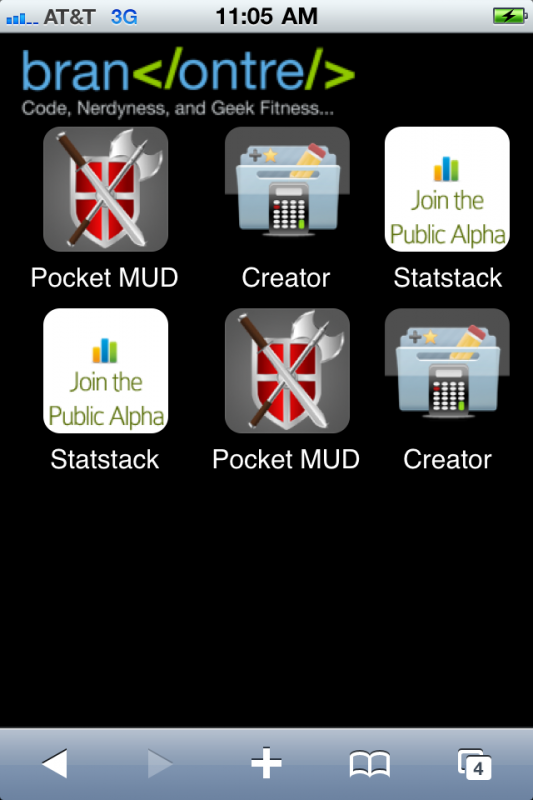 AT&T 3G 11:05 AM
bran</ontre/>
Code, Nerdyness, and Geek Fitness...
Join the
Public Alpha
Pocket MUD Creator Statstack
Join the
Public Alpha
Statstack Pocket MUD Creator
4